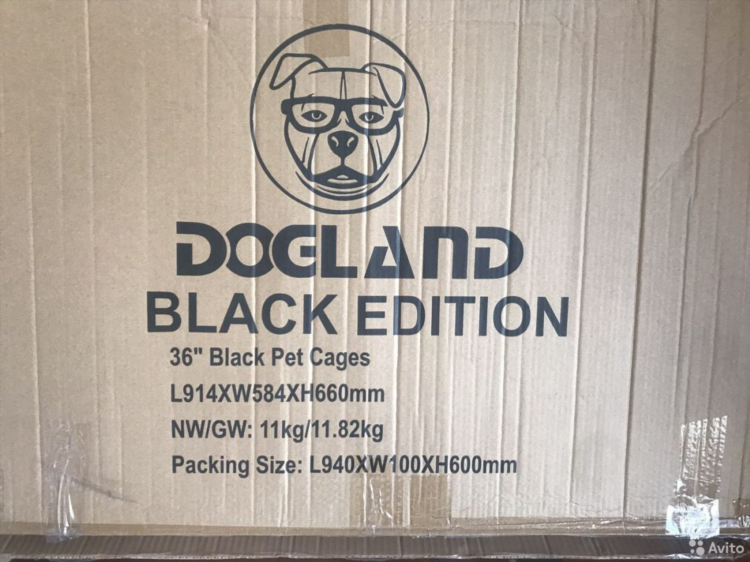 DOGLAND
BLACK EDITION
36" Black Pet Cages
L914XW584XH660mm
NW/GW: 11kg/11.82kg
Packing Size: L940XW100XH600mm
Avito